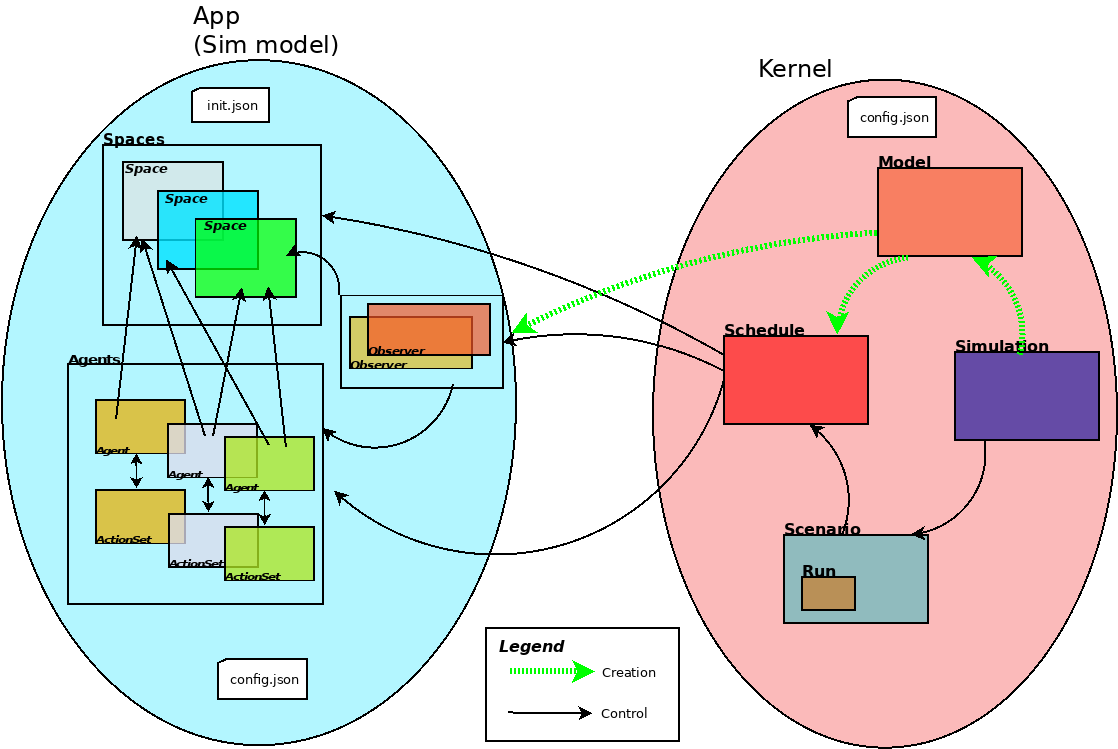 App
(Sim model)
Kernel
init.json
config.json
Spaces
Space
Space
Space
Model
Schedule
Simulation
Observer
Observer
Agents
Agent
Agent
Agent
ActionSet
ActionSet
ActionSet
Scenario
Run
config.json
Legend
Creation
Control